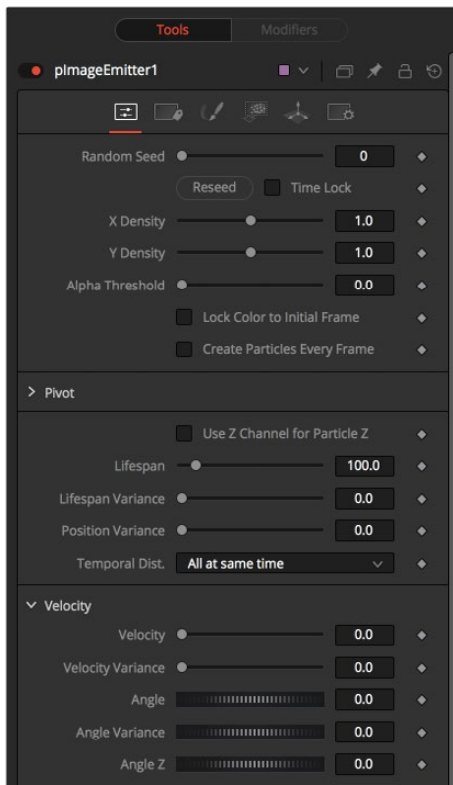 Tools Modifiers
pImageEmitter1
Random Seed 0
Reseed Time Lock
X Density 1.0
Y Density 1.0
Alpha Threshold 0.0
Lock Color to Initial Frame
Create Particles Every Frame
Pivot
Use Z Channel for Particle Z
Lifespan 100.0
Lifespan Variance 0.0
Position Variance 0.0
Temporal Dist. All at same time
Velocity
Velocity 0.0
Velocity Variance 0.0
Angle 0.0
Angle Variance 0.0
Angle Z 0.0